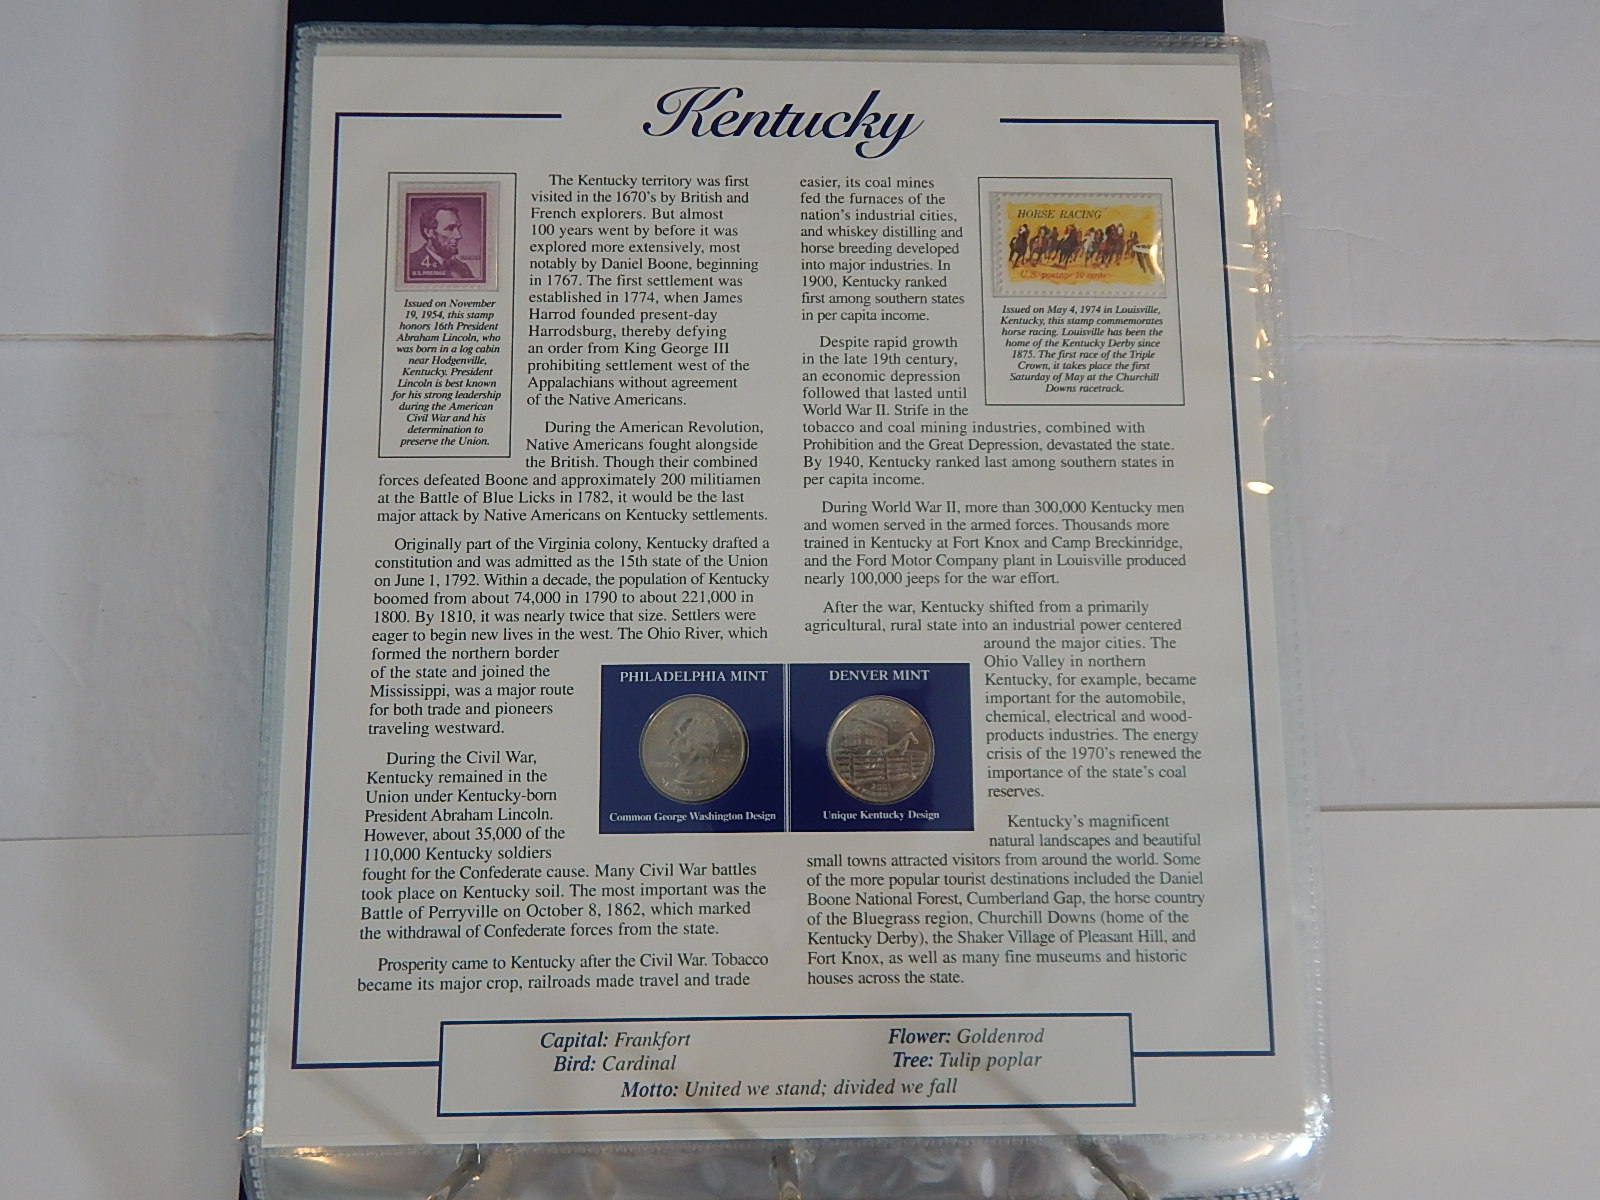 Kentucky
4¢
U.S. POSTAGE
Issued on November
19, 1954, this stamp
honors 16th President
Abraham Lincoln, who
was born in a log cabin
near Hodgenville,
Kentucky. President
Lincoln is best known
for his strong leadership
during the American
Civil War and his
determination to
preserve the Union.
The Kentucky territory was first
visited in the 1670's by British and
French explorers. But almost
100 years went by before it was
explored more extensively, most
notably by Daniel Boone, beginning
in 1767. The first settlement was
established in 1774, when James
Harrod founded present-day
Harrodsburg, thereby defying
an order from King George III
prohibiting settlement west of the
Appalachians without agreement
of the Native Americans.
During the American Revolution,
Native Americans fought alongside
the British. Though their combined
forces defeated Boone and approximately 200 militiamen
at the Battle of Blue Licks in 1782, it would be the last
major attack by Native Americans on Kentucky settlements.
Originally part of the Virginia colony, Kentucky drafted a
constitution and was admitted as the 15th state of the Union
on June 1, 1792. Within a decade, the population of Kentucky
boomed from about 74,000 in 1790 to about 221,000 in
1800. By 1810, it was nearly twice that size. Settlers were
eager to begin new lives in the west. The Ohio River, which
formed the northern border
of the state and joined the
Mississippi, was a major route
for both trade and pioneers
traveling westward.
During the Civil War,
Kentucky remained in the
Union under Kentucky-born
President Abraham Lincoln.
However, about 35,000 of the
110,000 Kentucky soldiers
fought for the Confederate cause. Many Civil War battles
took place on Kentucky soil. The most important was the
Battle of Perryville on October 8, 1862, which marked
the withdrawal of Confederate forces from the state.
Prosperity came to Kentucky after the Civil War. Tobacco
became its major crop, railroads made travel and trade
easier, its coal mines
fed the furnaces of the
nation's industrial cities,
and whiskey distilling and
horse breeding developed
into major industries. In
1900, Kentucky ranked
first among southern states
in per capita income.
HORSE RACING
U.S. postage 10 cents
Issued on May 4, 1974 in Louisville,
Kentucky, this stamp commemorates
horse racing. Louisville has been the
home of the Kentucky Derby since
1875. The first race of the Triple
Crown, it takes place the first
Saturday of May at the Churchill
Downs racetrack.
Despite rapid growth
in the late 19th century,
an economic depression
followed that lasted until
World War II. Strife in the
tobacco and coal mining industries, combined with
Prohibition and the Great Depression, devastated the state.
By 1940, Kentucky ranked last among southern states in
per capita income.
During World War II, more than 300,000 Kentucky men
and women served in the armed forces. Thousands more
trained in Kentucky at Fort Knox and Camp Breckinridge,
and the Ford Motor Company plant in Louisville produced
nearly 100,000 jeeps for the war effort.
After the war, Kentucky shifted from a primarily
agricultural, rural state into an industrial power centered
around the major cities. The
Ohio Valley in northern
Kentucky, for example, became
important for the automobile,
chemical, electrical and wood-
products industries. The energy
crisis of the 1970's renewed the
importance of the state's coal
reserves.
Kentucky's magnificent
natural landscapes and beautiful
small towns attracted visitors from around the world. Some
of the more popular tourist destinations included the Daniel
Boone National Forest, Cumberland Gap, the horse country
of the Bluegrass region, Churchill Downs (home of the
Kentucky Derby), the Shaker Village of Pleasant Hill, and
Fort Knox, as well as many fine museums and historic
houses across the state.
PHILADELPHIA MINT
Common George Washington Design
DENVER MINT
2001
Unique Kentucky Design
Capital: Frankfort
Flower: Goldenrod
Bird: Cardinal
Tree: Tulip poplar
Motto: United we stand; divided we fall